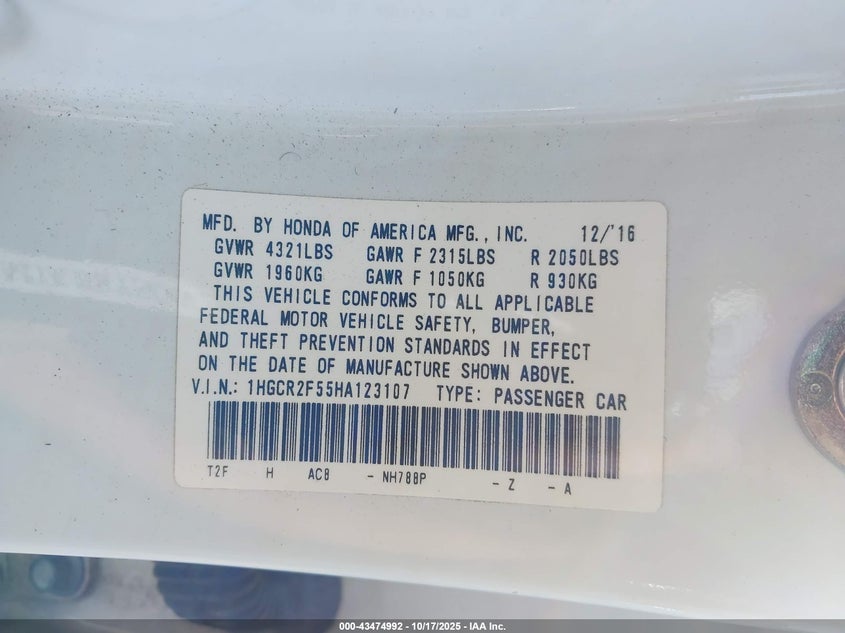 MFD. BY HONDA OF AMERICA MFG., INC. 12/'16
GVWR 4321LBS GAWR F 2315LBS R 2050LBS
GVWR 1960KG GAWR F 1050KG R 930KG
THIS VEHICLE CONFORMS TO ALL APPLICABLE
FEDERAL MOTOR VEHICLE SAFETY, BUMPER,
AND THEFT PREVENTION STANDARDS IN EFFECT
ON THE DATE OF MANUFACTURE SHOWN ABOVE.
V.I.N.: 1HGCR2F55HA123107 TYPE: PASSENGER CAR
T2F H AC8 - NH788P - Z - A
000-43474992 | 10/17/2025 - IAA Inc.